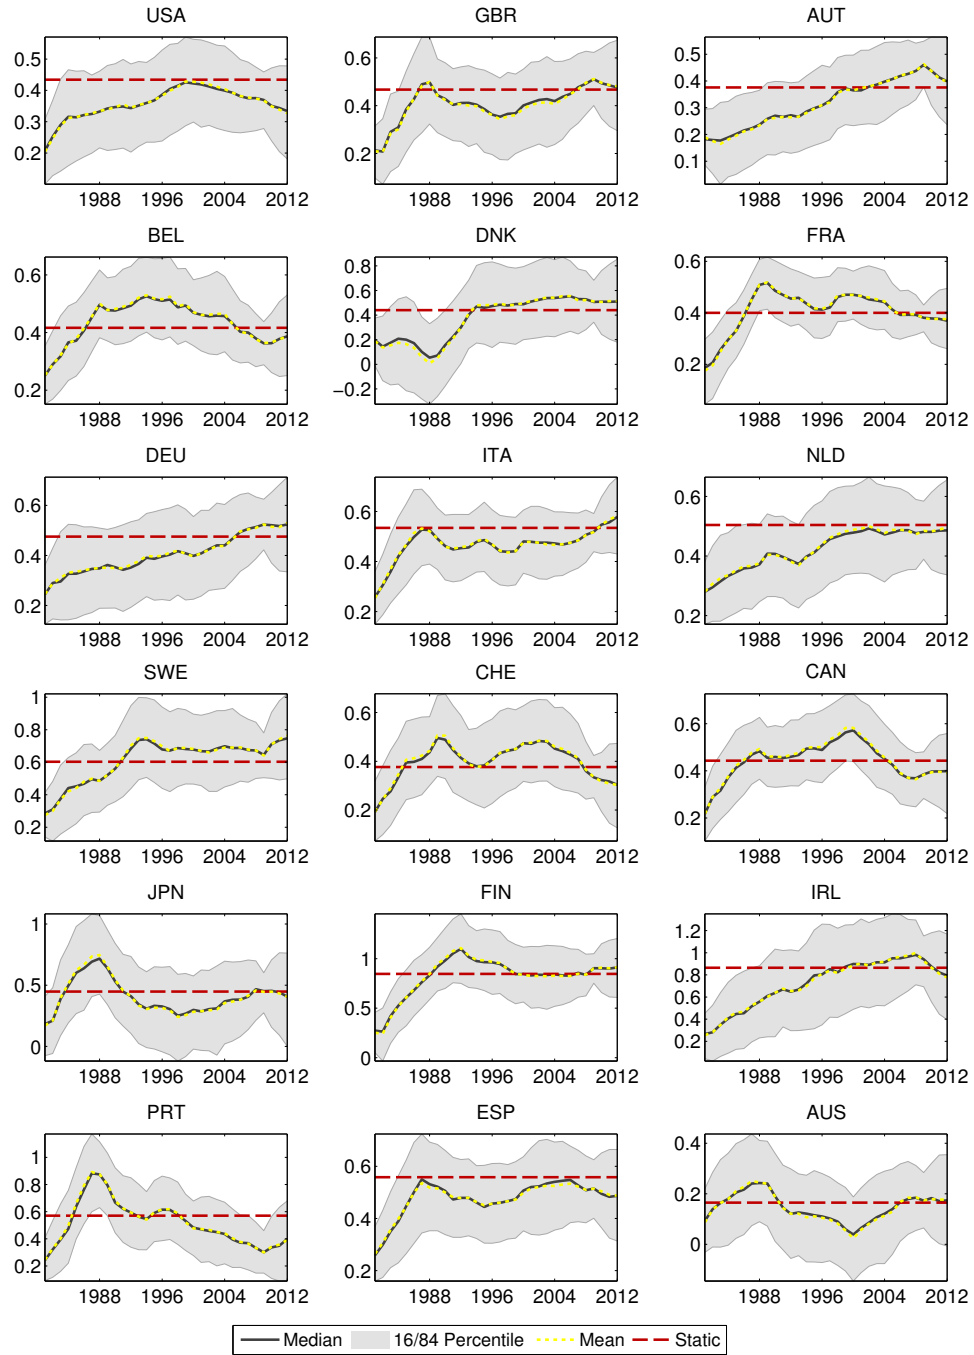 USA GBR AUT
0.5 0.6 0.5
0.4 0.4 0.4
0.3 0.2 0.3
0.2 0.2
0.1
1988 1996 2004 2012 1988 1996 2004 2012 1988 1996 2004 2012
BEL DNK FRA
0.6 0.8 0.6
0.4 0.6 0.4
0.2 0.4 0.2
0.2
0
−0.2
1988 1996 2004 2012 1988 1996 2004 2012 1988 1996 2004 2012
DEU ITA NLD
0.6 0.6 0.6
0.4 0.4 0.4
0.2 0.2 0.2
1988 1996 2004 2012 1988 1996 2004 2012 1988 1996 2004 2012
SWE CHE CAN
1 0.6 0.6
0.8 0.4 0.4
0.6 0.2 0.2
0.4
0.2
1988 1996 2004 2012 1988 1996 2004 2012 1988 1996 2004 2012
JPN FIN IRL
1 1 1.2
0.5 0.5 1
0 0 0.8
0.6
0.4
0.2
1988 1996 2004 2012 1988 1996 2004 2012 1988 1996 2004 2012
PRT ESP AUS
1 0.6 0.4
0.8 0.4 0.2
0.6 0.2 0
0.4
0.2
1988 1996 2004 2012 1988 1996 2004 2012 1988 1996 2004 2012
Median 16/84 Percentile Mean Static